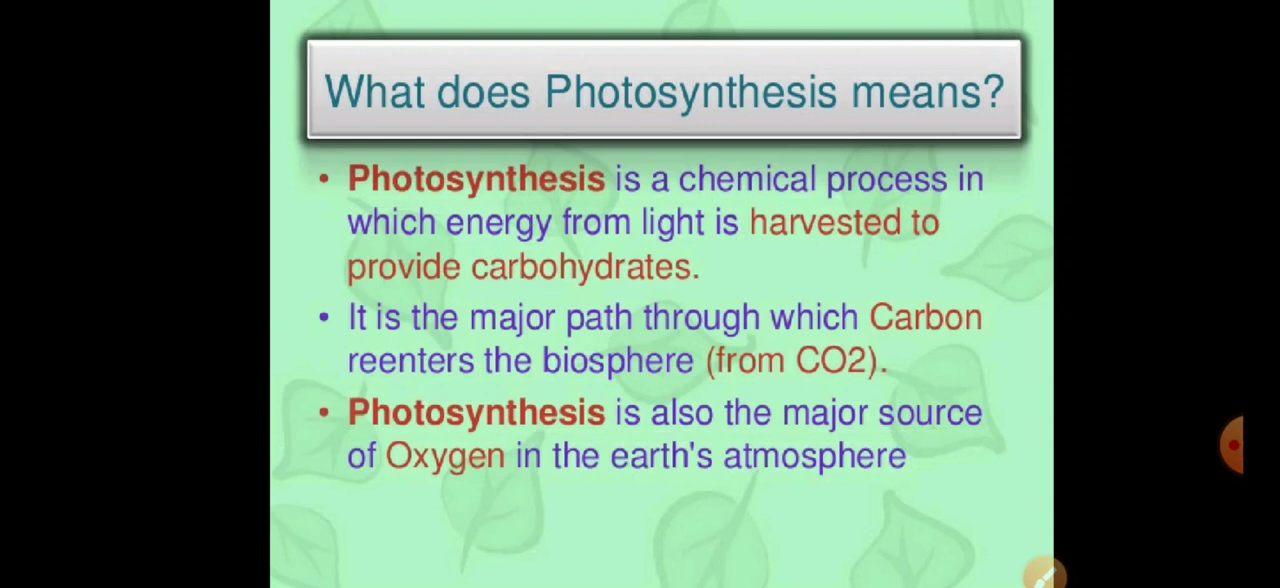 What does Photosynthesis means?
• Photosynthesis is a chemical process in
which energy from light is harvested to
provide carbohydrates.
• It is the major path through which Carbon
reenters the biosphere (from CO2).
• Photosynthesis is also the major source
of Oxygen in the earth's atmosphere